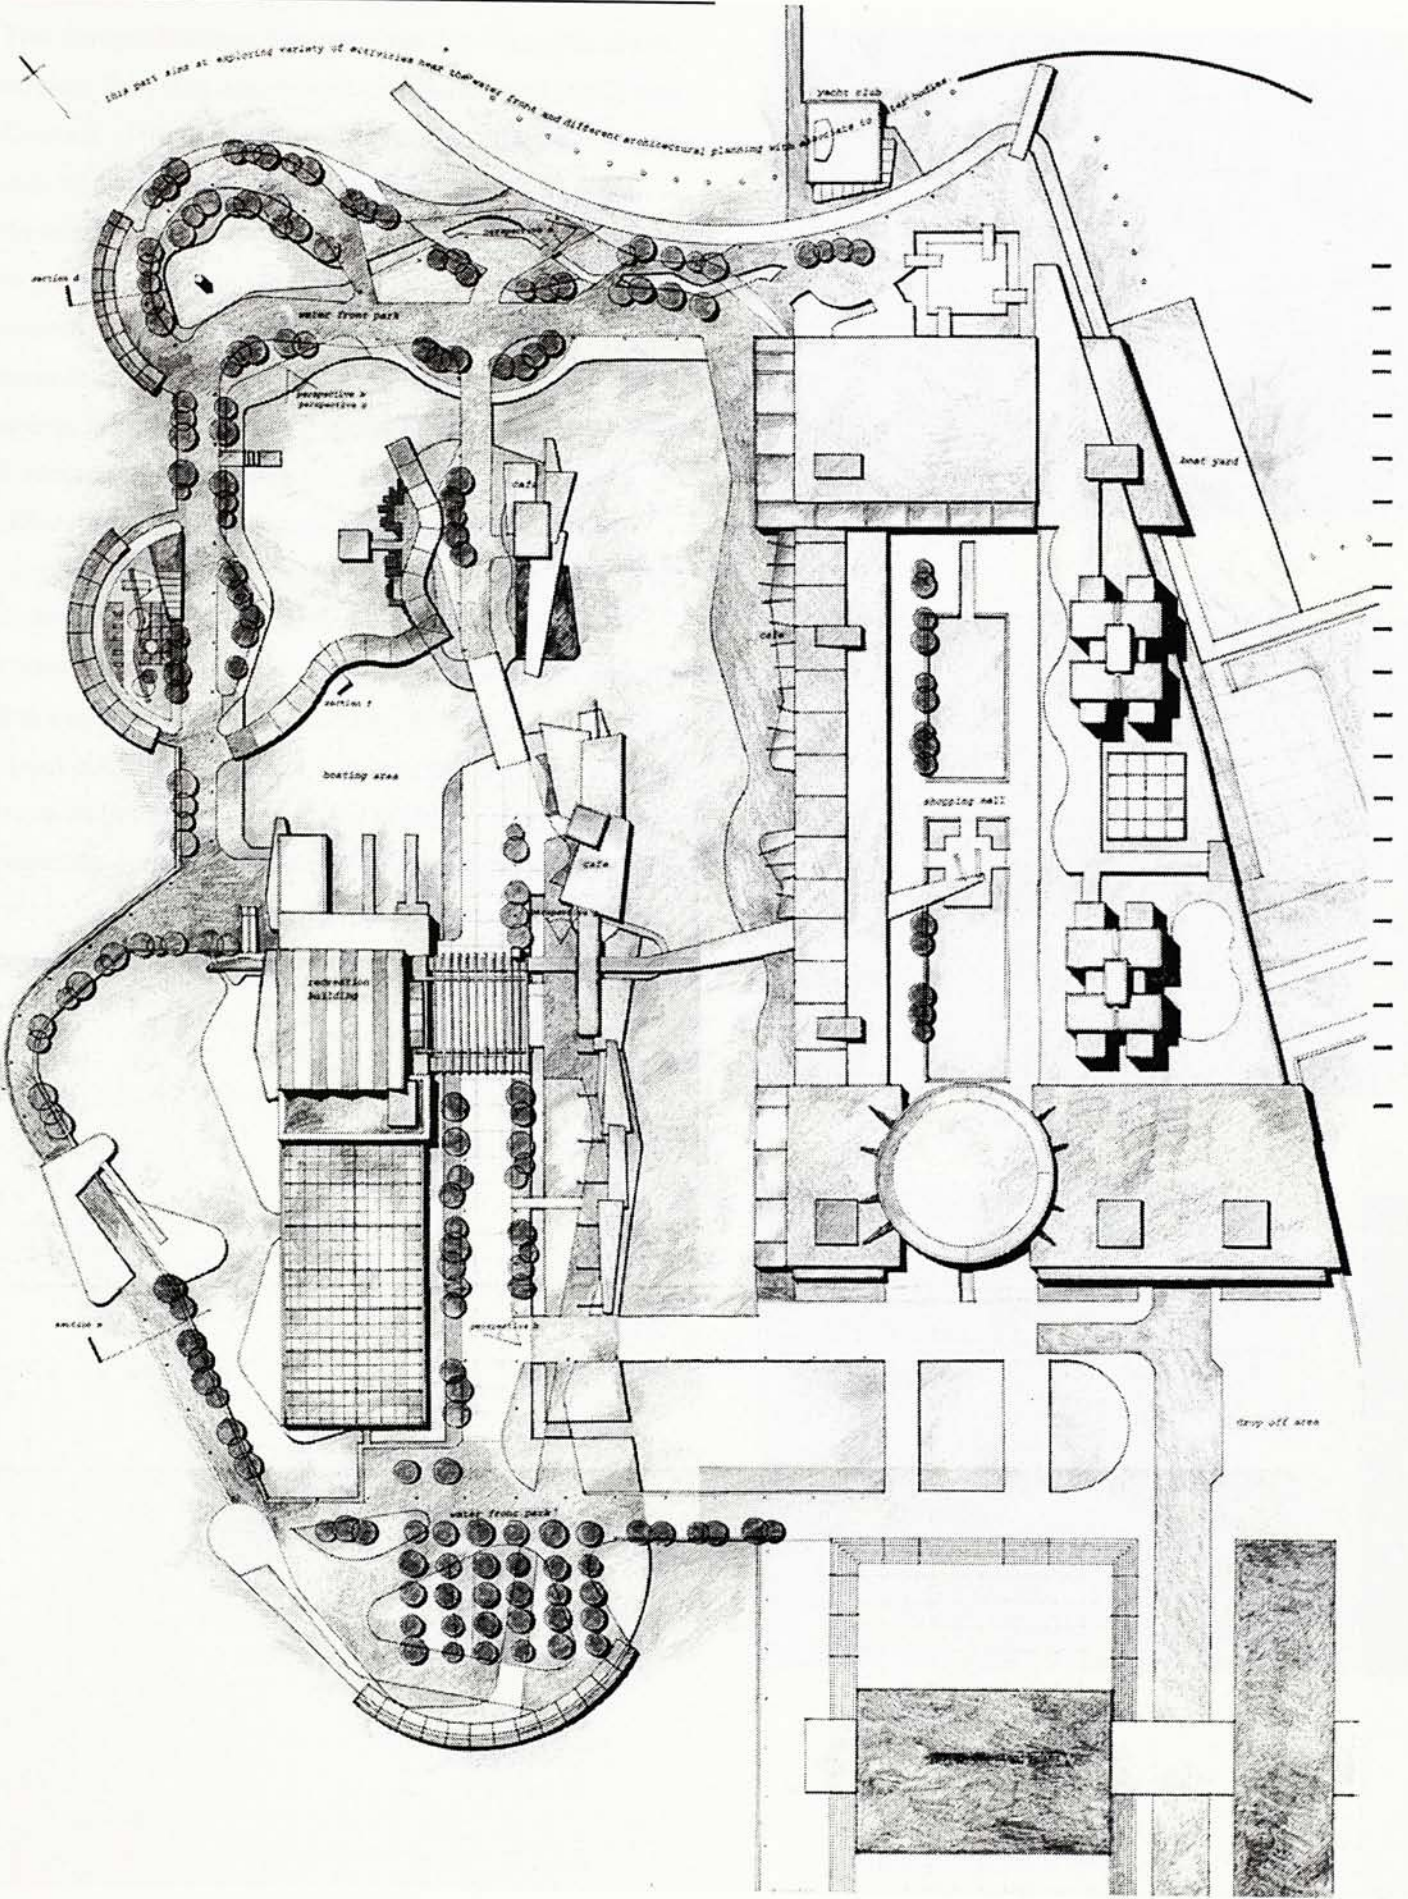 this part aims at exploring variety of activities near the water front and different architectural planning with associate to water bodies.
yacht club
perspective
section d
water front park
perspective b
perspective g
boat yard
cafe
cafe
section f
boating area
shopping mall
cafe
perspective
recreation
building
section e
perspective h
drop off area
water front park